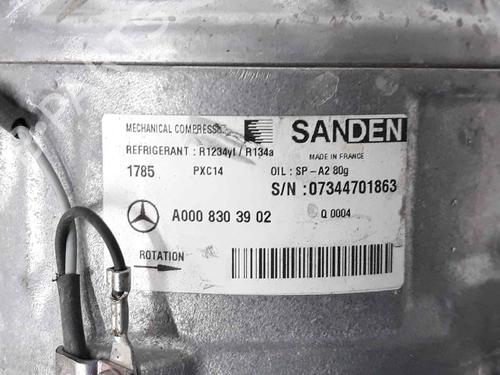 MECHANICAL COMPRESSOR
SANDEN
REFRIGERANT : R1234yf / R134a
MADE IN FRANCE
1785 PXC14
OIL : SP - A2 80g
S/N :07344701863
A000 830 39 02
Q 0004
ROTATION